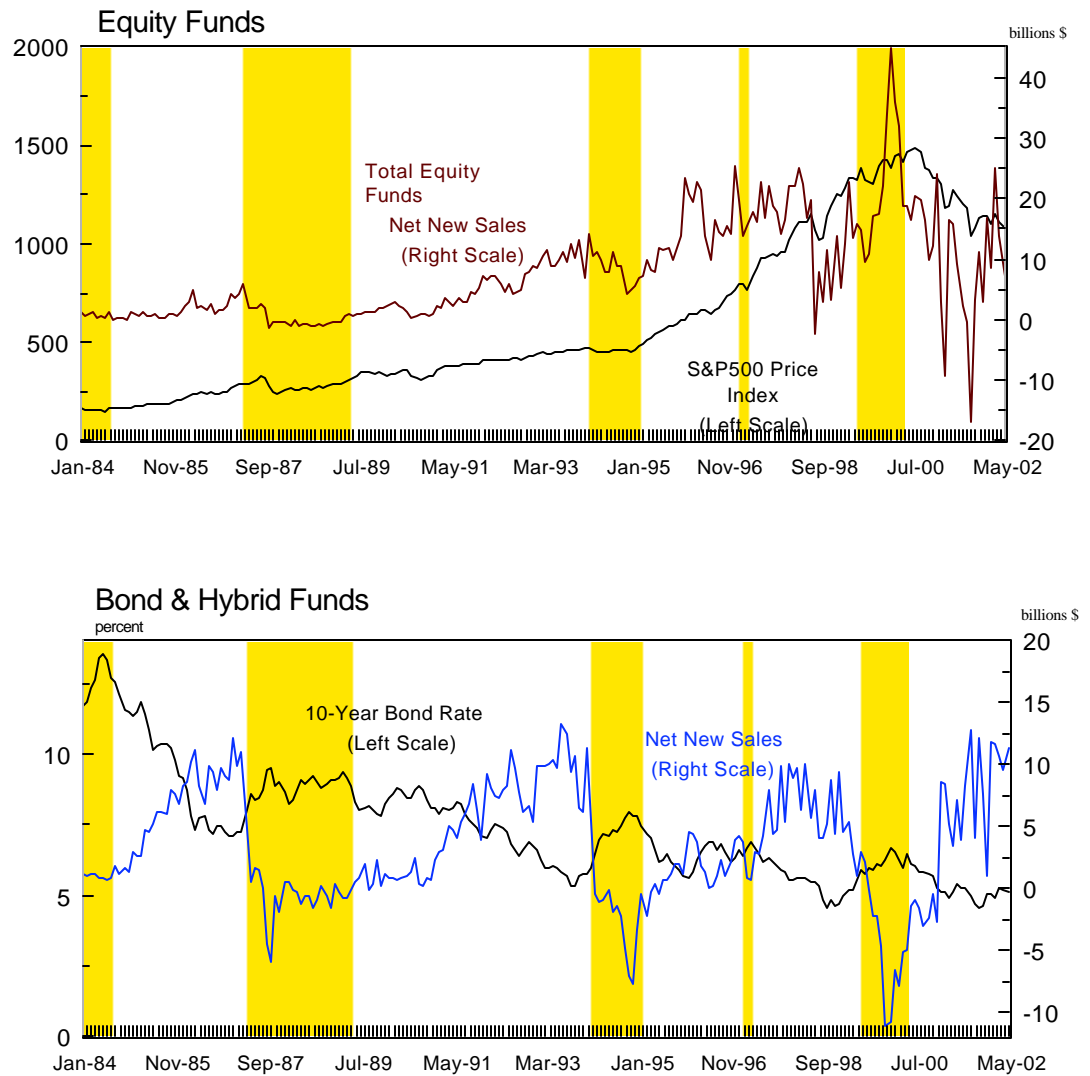 Equity Funds
billions $
2000
1500
1000
500
0
40
30
20
10
0
-10
-20
Total Equity
Funds
Net New Sales
(Right Scale)
S&P500 Price
Index
(Left Scale)
Jan-84 Nov-85 Sep-87 Jul-89 May-91 Mar-93 Jan-95 Nov-96 Sep-98 Jul-00 May-02
Bond & Hybrid Funds
percent
billions $
10
5
0
20
15
10
5
0
-5
-10
10-Year Bond Rate
(Left Scale)
Net New Sales
(Right Scale)
Jan-84 Nov-85 Sep-87 Jul-89 May-91 Mar-93 Jan-95 Nov-96 Sep-98 Jul-00 May-02